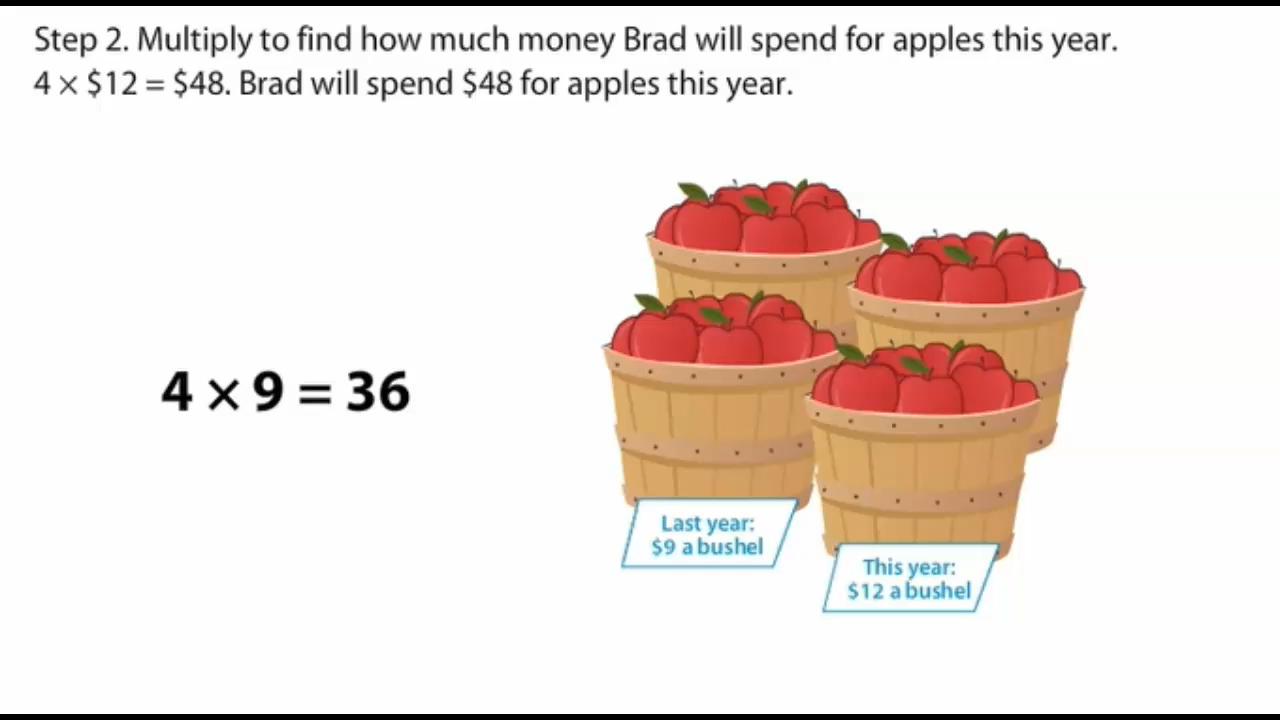 Step 2. Multiply to find how much money Brad will spend for apples this year.
4 × $12 = $48. Brad will spend $48 for apples this year.
4 × 9 = 36
Last year:
$9 a bushel
This year:
$12 a bushel